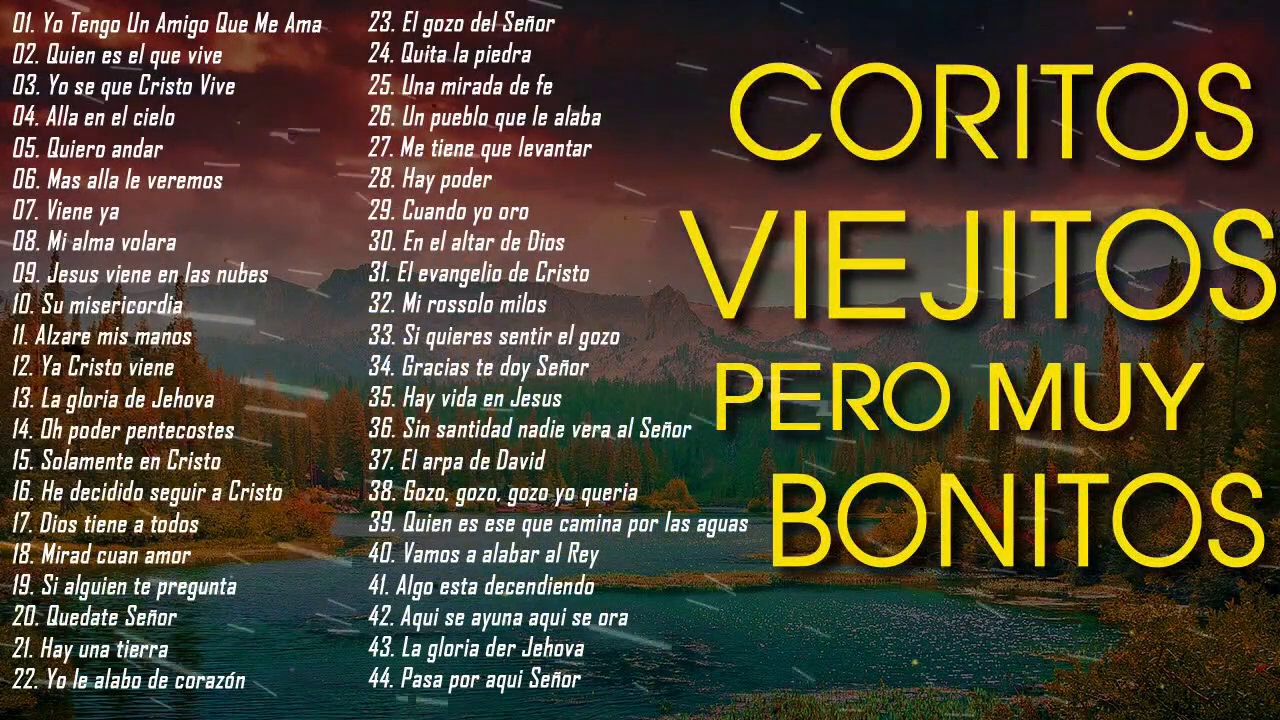 01. Yo Tengo Un Amigo Que Me Ama
02. Quien es el que vive
03. Yo se que Cristo Vive
04. Alla en el cielo
05. Quiero andar
06. Mas alla le veremos
07. Viene ya
08. Mi alma volara
09. Jesus viene en las nubes
10. Su misericordia
11. Alzare mis manos
12. Ya Cristo viene
13. La gloria de Jehova
14. Oh poder pentecostes
15. Solamente en Cristo
16. He decidido seguir a Cristo
17. Dios tiene a todos
18. Mirad cuan amor
19. Si alguien te pregunta
20. Quedate Señor
21. Hay una tierra
22. Yo le alabo de corazón
23. El gozo del Señor
24. Quita la piedra
25. Una mirada de fe
26. Un pueblo que le alaba
27. Me tiene que levantar
28. Hay poder
29. Cuando yo oro
30. En el altar de Dios
31. El evangelio de Cristo
32. Mi rossolo milos
33. Si quieres sentir el gozo
34. Gracias te doy Señor
35. Hay vida en Jesus
36. Sin santidad nadie vera al Señor
37. El arpa de David
38. Gozo, gozo, gozo yo queria
39. Quien es ese que camina por las aguas
40. Vamos a alabar al Rey
41. Algo esta decendiendo
42. Aqui se ayuna aqui se ora
43. La gloria der Jehova
44. Pasa por aqui Señor
CORITOS
VIEJITOS
PERO MUY
BONITOS